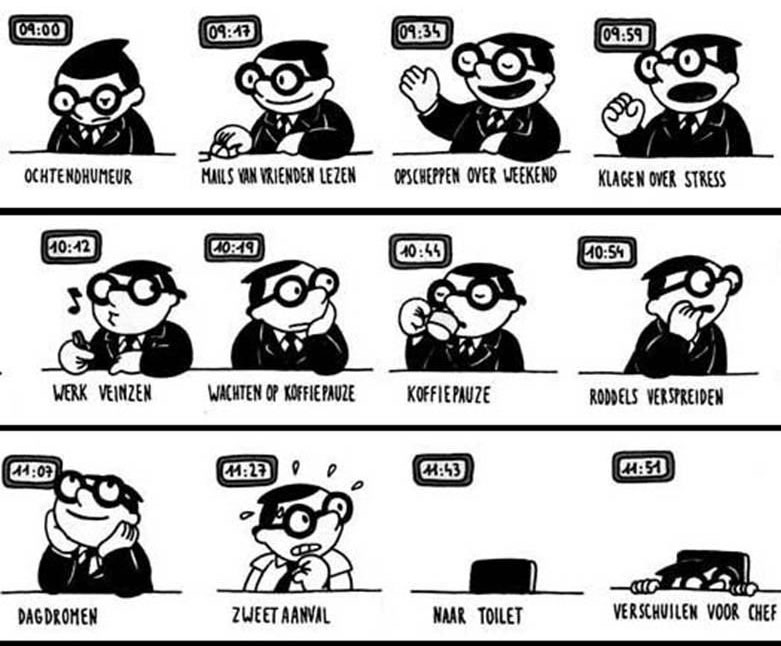 09:00
09:17
09:34
09:59
OCHTENDHUMEUR
MAILS VAN VRIENDEN LEZEN
OPSCHEPPEN OVER WEEKEND
KLAGEN OVER STRESS
10:12
10:19
10:44
10:54
WERK VEINZEN
WACHTEN OP KOFFIEPAUZE
KOFFIEPAUZE
RODDELS VERSPREIDEN
11:07
11:27
11:43
11:51
DAGDROMEN
ZWEETAANVAL
NAAR TOILET
VERSCHUILEN VOOR CHEF